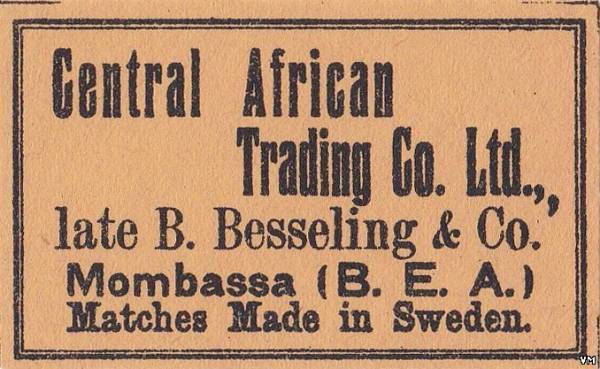 Central African
Trading Co. Ltd.,,
late B. Besseling & Co.
Mombassa (B. E. A.)
Matches Made in Sweden.
VM